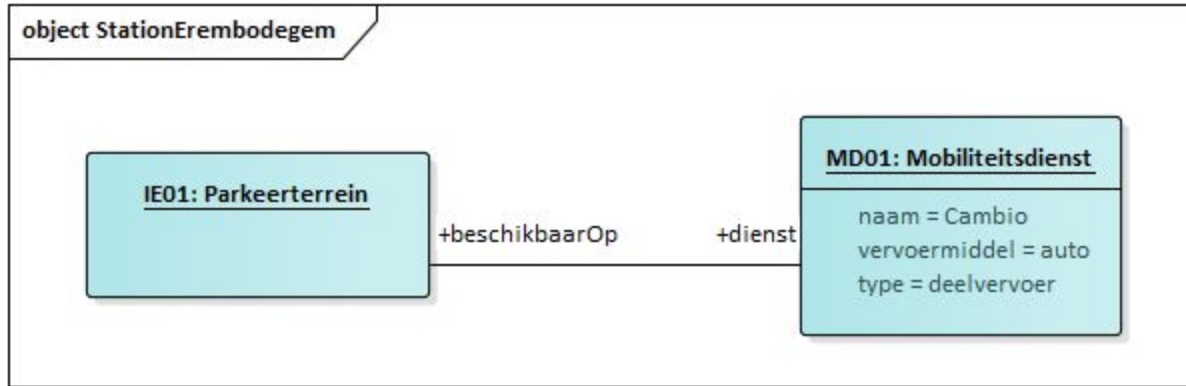 object StationErembodegem
IE01: Parkeerterrein
+beschikbaarOp
+dienst
MD01: Mobiliteitsdienst
naam = Cambio
vervoermiddel = auto
type = deelvervoer